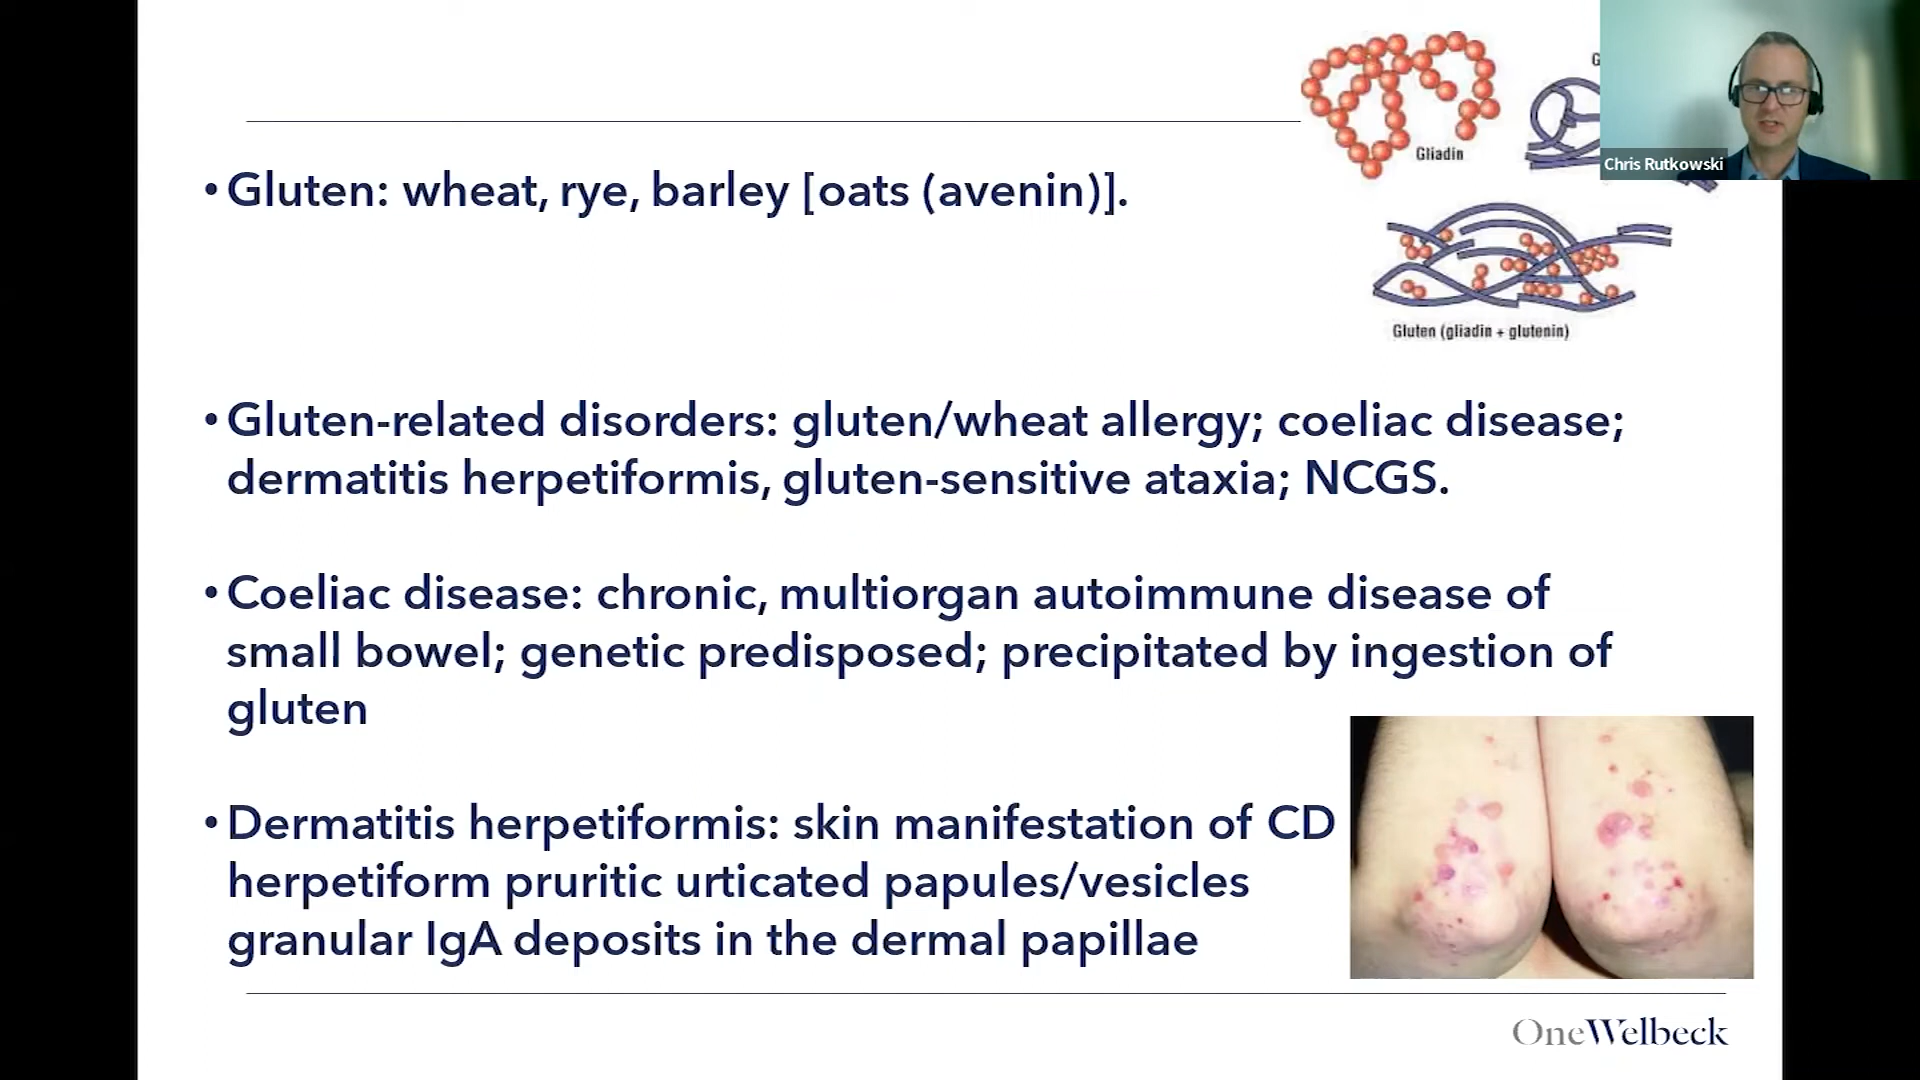 Gliadin
G
Chris Rutkowski
• Gluten: wheat, rye, barley [oats (avenin)].
Gluten (gliadin + glutenin)
• Gluten-related disorders: gluten/wheat allergy; coeliac disease;
dermatitis herpetiformis, gluten-sensitive ataxia; NCGS.
• Coeliac disease: chronic, multiorgan autoimmune disease of
small bowel; genetic predisposed; precipitated by ingestion of
gluten
• Dermatitis herpetiformis: skin manifestation of CD
herpetiform pruritic urticated papules/vesicles
granular IgA deposits in the dermal papillae
OneWelbeck